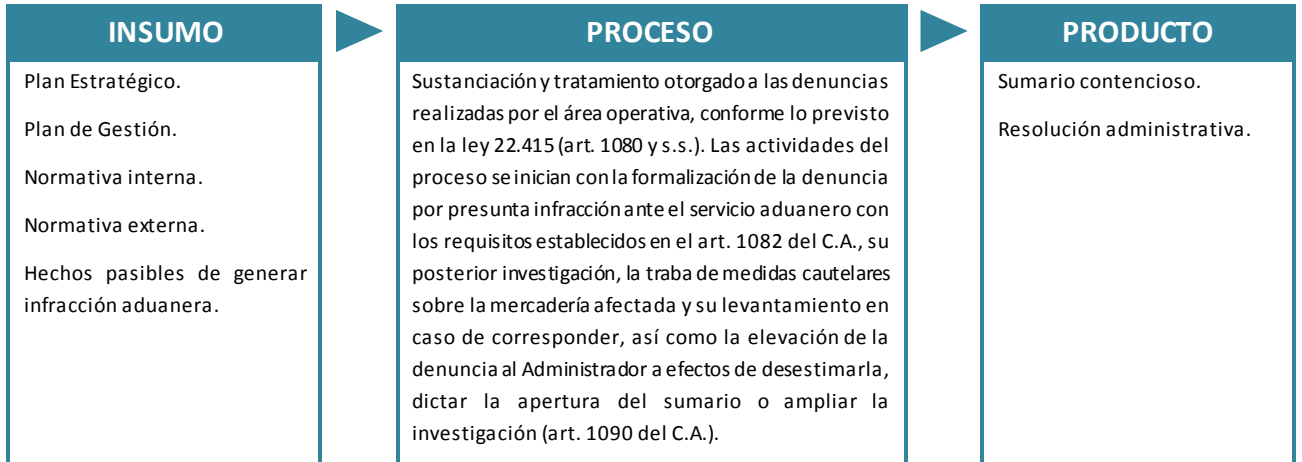 INSUMO
Plan Estratégico.
Plan de Gestión.
Normativa interna.
Normativa externa.
Hechos pasibles de generar
infracción aduanera.
PROCESO
Sustanciación y tratamiento otorgado a las denuncias
realizadas por el área operativa, conforme lo previsto
en la ley 22.415 (art. 1080 y s.s.). Las actividades del
proceso se inician con la formalización de la denuncia
por presunta infracción ante el servicio aduanero con
los requisitos establecidos en el art. 1082 del C.A., su
posterior investigación, la traba de medidas cautelares
sobre la mercadería afectada y su levantamiento en
caso de corresponder, así como la elevación de la
denuncia al Administrador a efectos de desestimarla,
dictar la apertura del sumario o ampliar la
investigación (art. 1090 del C.A.).
PRODUCTO
Sumario contencioso.
Resolución administrativa.